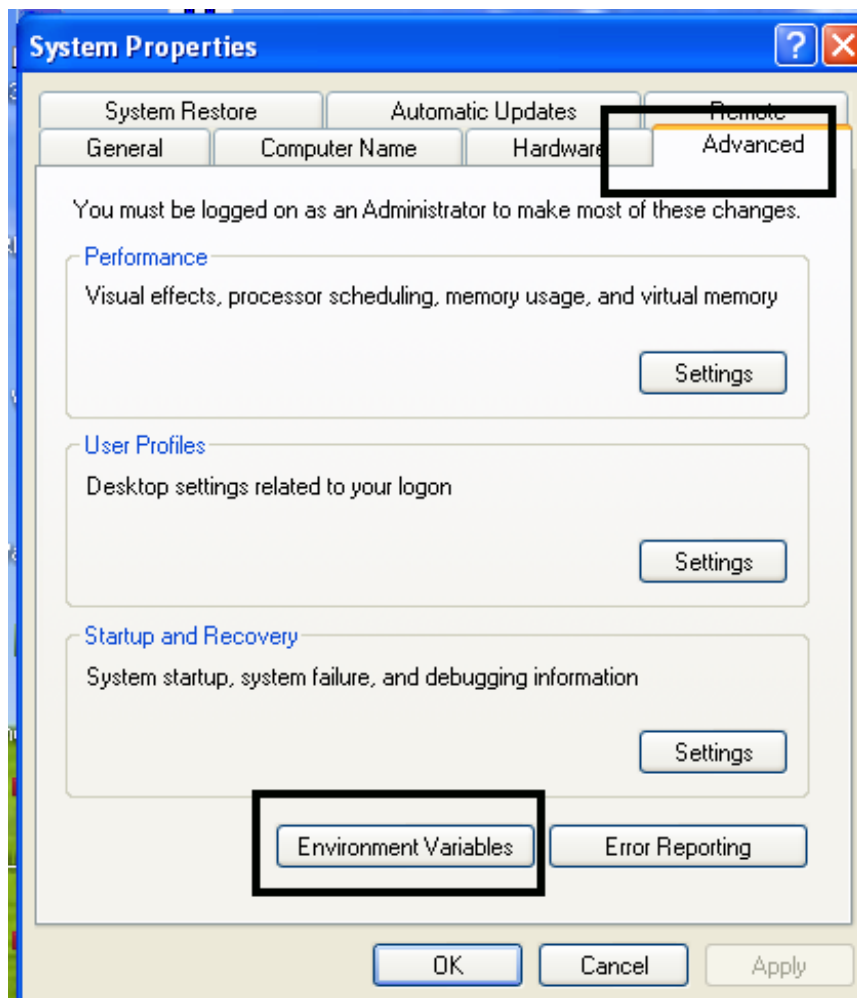 System Properties
System Restore Automatic Updates Remote
General Computer Name Hardware Advanced
You must be logged on as an Administrator to make most of these changes.
Performance
Visual effects, processor scheduling, memory usage, and virtual memory
Settings
User Profiles
Desktop settings related to your logon
Settings
Startup and Recovery
System startup, system failure, and debugging information
Settings
Environment Variables Error Reporting
OK Cancel Apply